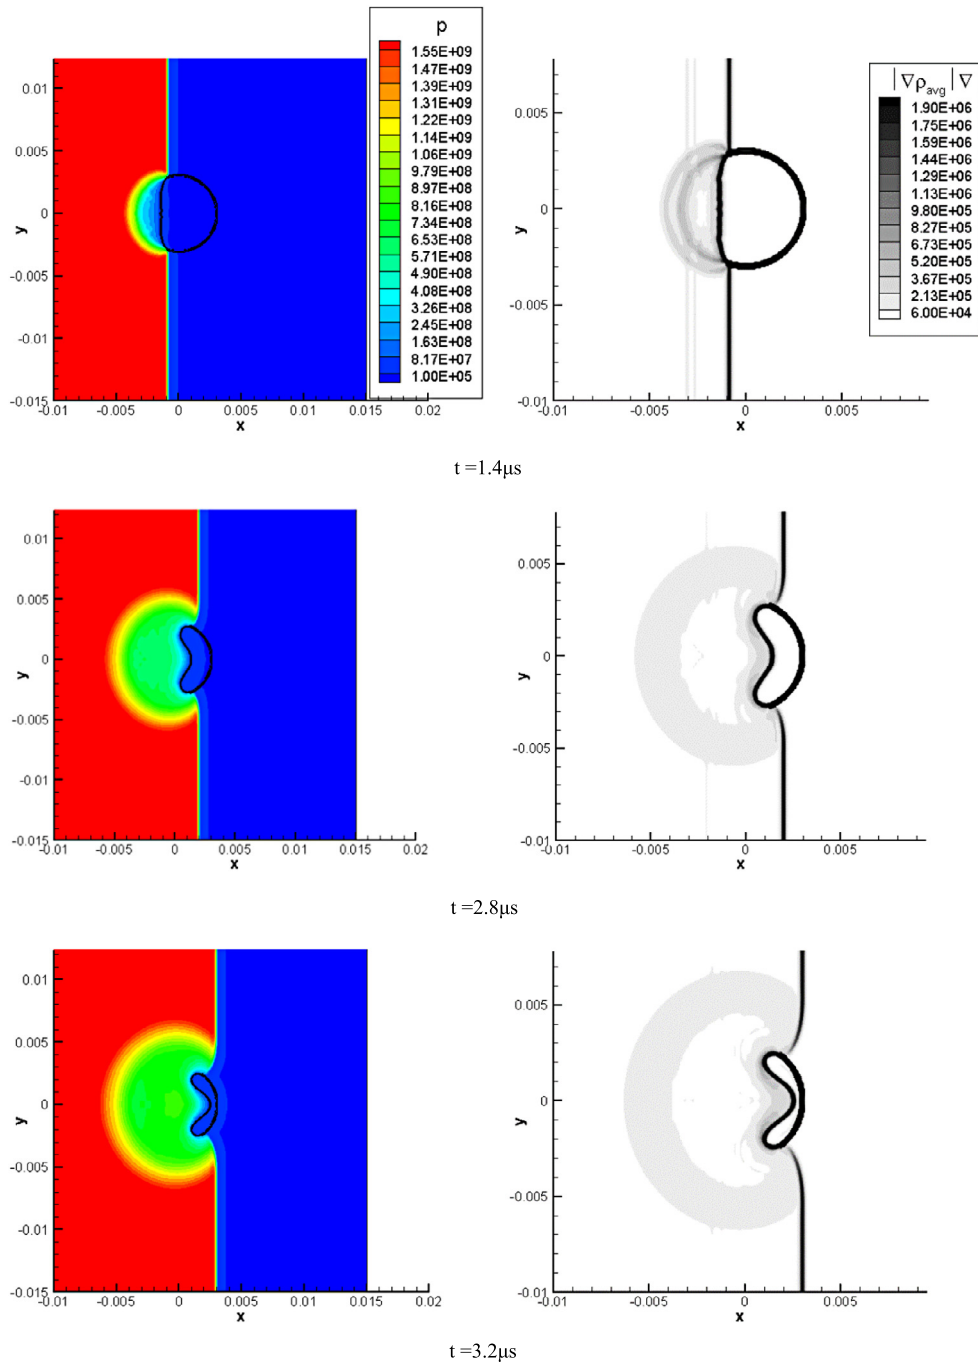 p
1.55E+09
1.47E+09
1.39E+09
1.31E+09
1.22E+09
1.14E+09
1.06E+09
9.79E+08
8.97E+08
8.16E+08
7.34E+08
6.53E+08
5.71E+08
4.90E+08
4.08E+08
3.26E+08
2.45E+08
1.63E+08
8.17E+07
1.00E+05
0.01
0.005
0
-0.005
-0.01
-0.015
y
-0.01 -0.005 0 0.005 0.01 0.015 0.02
x
|∇ρavg|∇
1.90E+06
1.75E+06
1.59E+06
1.44E+06
1.29E+06
1.13E+06
9.80E+05
8.27E+05
6.73E+05
5.20E+05
3.67E+05
2.13E+05
6.00E+04
0.005
0
-0.005
-0.01
y
-0.01 -0.005 0 0.005
x
t =1.4μs
0.01
0.005
0
-0.005
-0.01
-0.015
y
-0.01 -0.005 0 0.005 0.01 0.015 0.02
x
0.005
0
-0.005
-0.01
y
-0.01 -0.005 0 0.005
x
t =2.8μs
0.01
0.005
0
-0.005
-0.01
-0.015
y
-0.01 -0.005 0 0.005 0.01 0.015 0.02
x
0.005
0
-0.005
-0.01
y
-0.01 -0.005 0 0.005
x
t =3.2μs